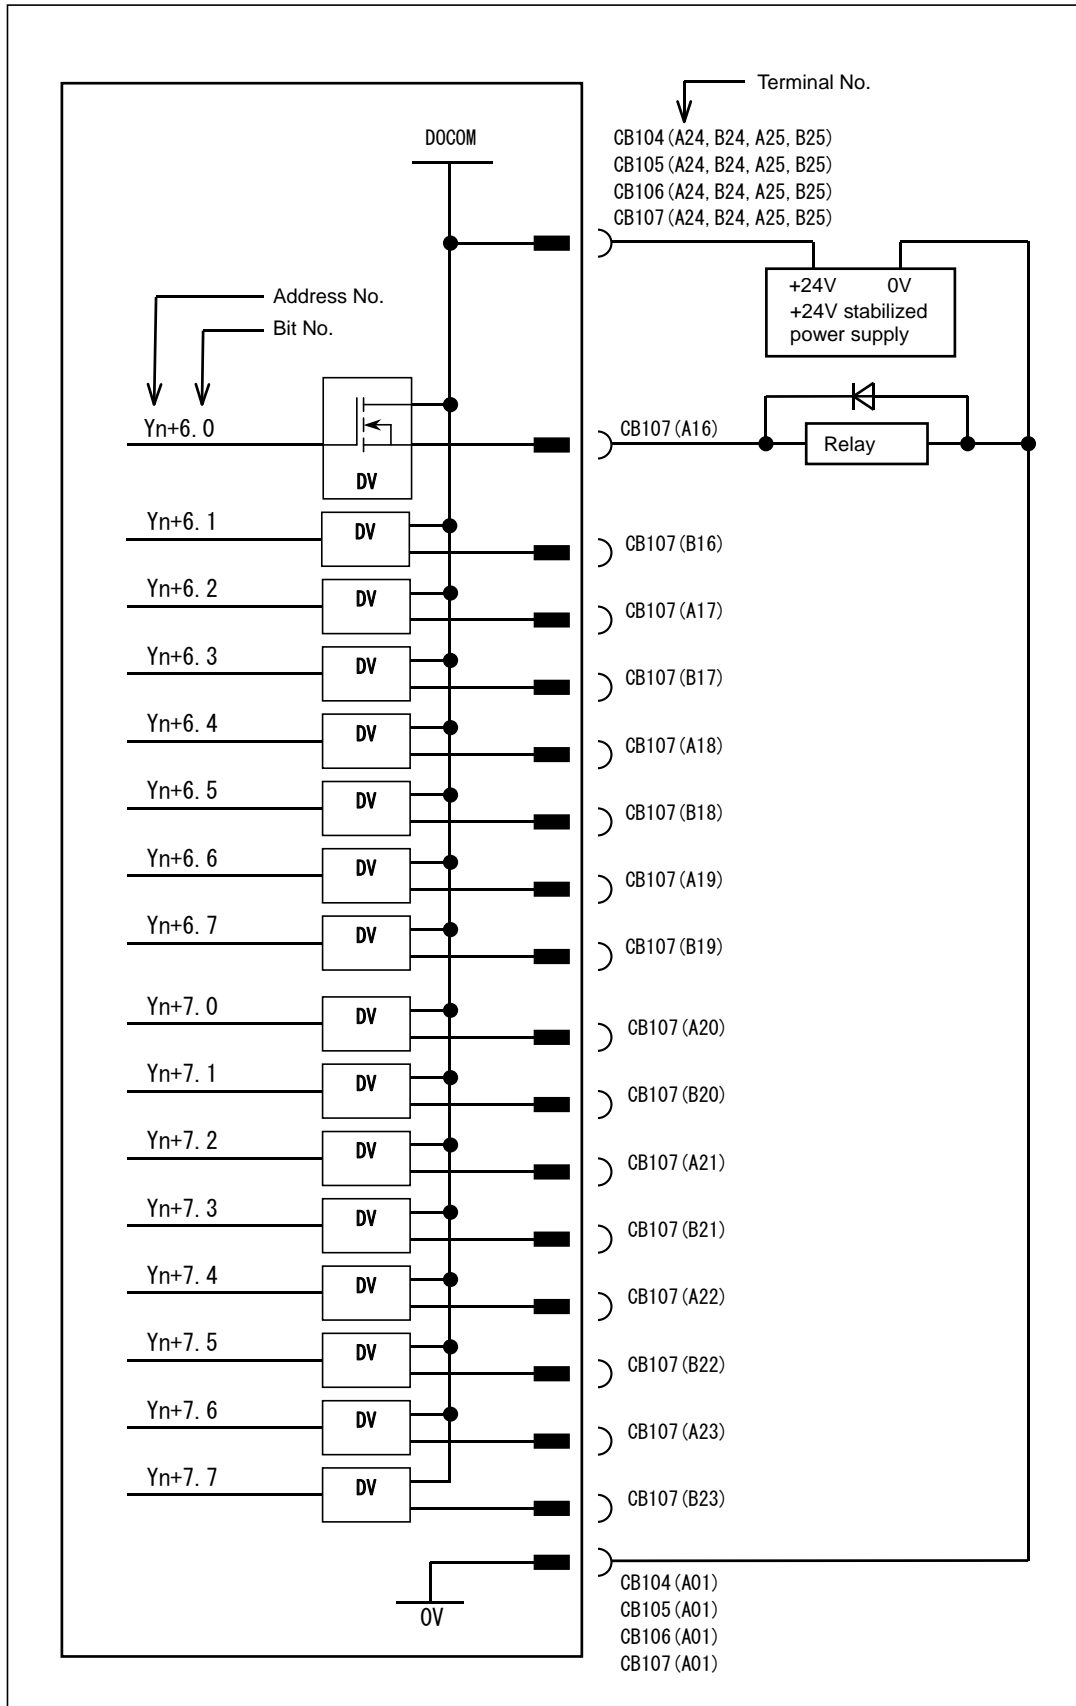 Terminal No.
DOCOM
CB104(A24, B24, A25, B25)
CB105(A24, B24, A25, B25)
CB106(A24, B24, A25, B25)
CB107(A24, B24, A25, B25)
+24V 0V
+24V stabilized
power supply
Address No.
Bit No.
Yn+6.0
DV
CB107(A16)
Relay
Yn+6.1
DV
CB107(B16)
Yn+6.2
DV
CB107(A17)
Yn+6.3
DV
CB107(B17)
Yn+6.4
DV
CB107(A18)
Yn+6.5
DV
CB107(B18)
Yn+6.6
DV
CB107(A19)
Yn+6.7
DV
CB107(B19)
Yn+7.0
DV
CB107(A20)
Yn+7.1
DV
CB107(B20)
Yn+7.2
DV
CB107(A21)
Yn+7.3
DV
CB107(B21)
Yn+7.4
DV
CB107(A22)
Yn+7.5
DV
CB107(B22)
Yn+7.6
DV
CB107(A23)
Yn+7.7
DV
CB107(B23)
0V
CB104(A01)
CB105(A01)
CB106(A01)
CB107(A01)